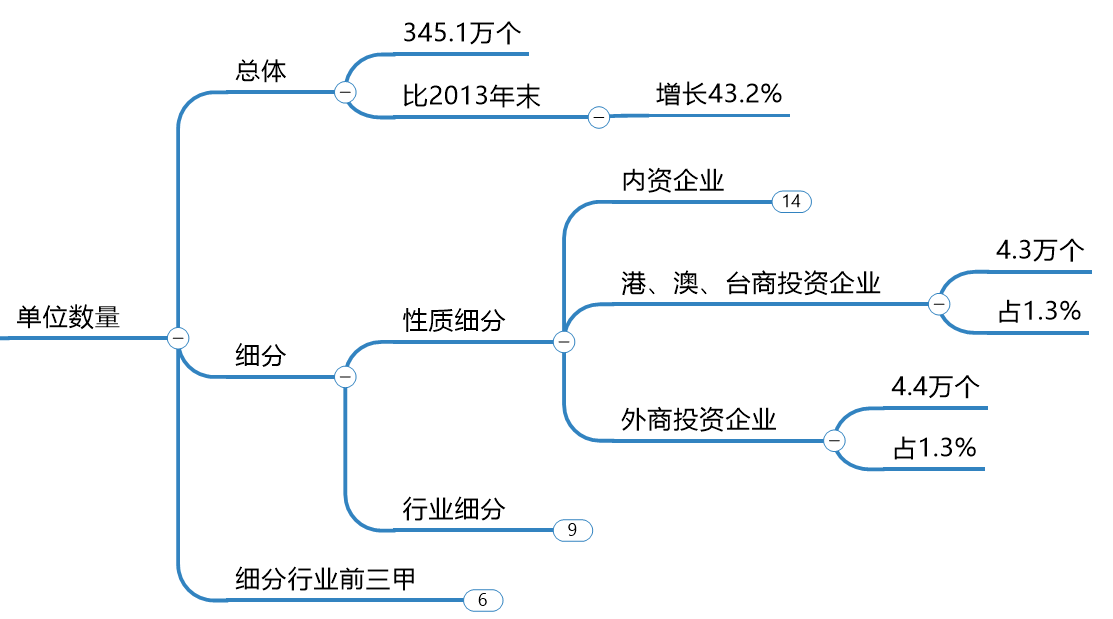 单位数量
总体
345.1万个
比2013年末
增长43.2%
细分
性质细分
内资企业
14
港、澳、台商投资企业
4.3万个
占1.3%
外商投资企业
4.4万个
占1.3%
行业细分
9
细分行业前三甲
6